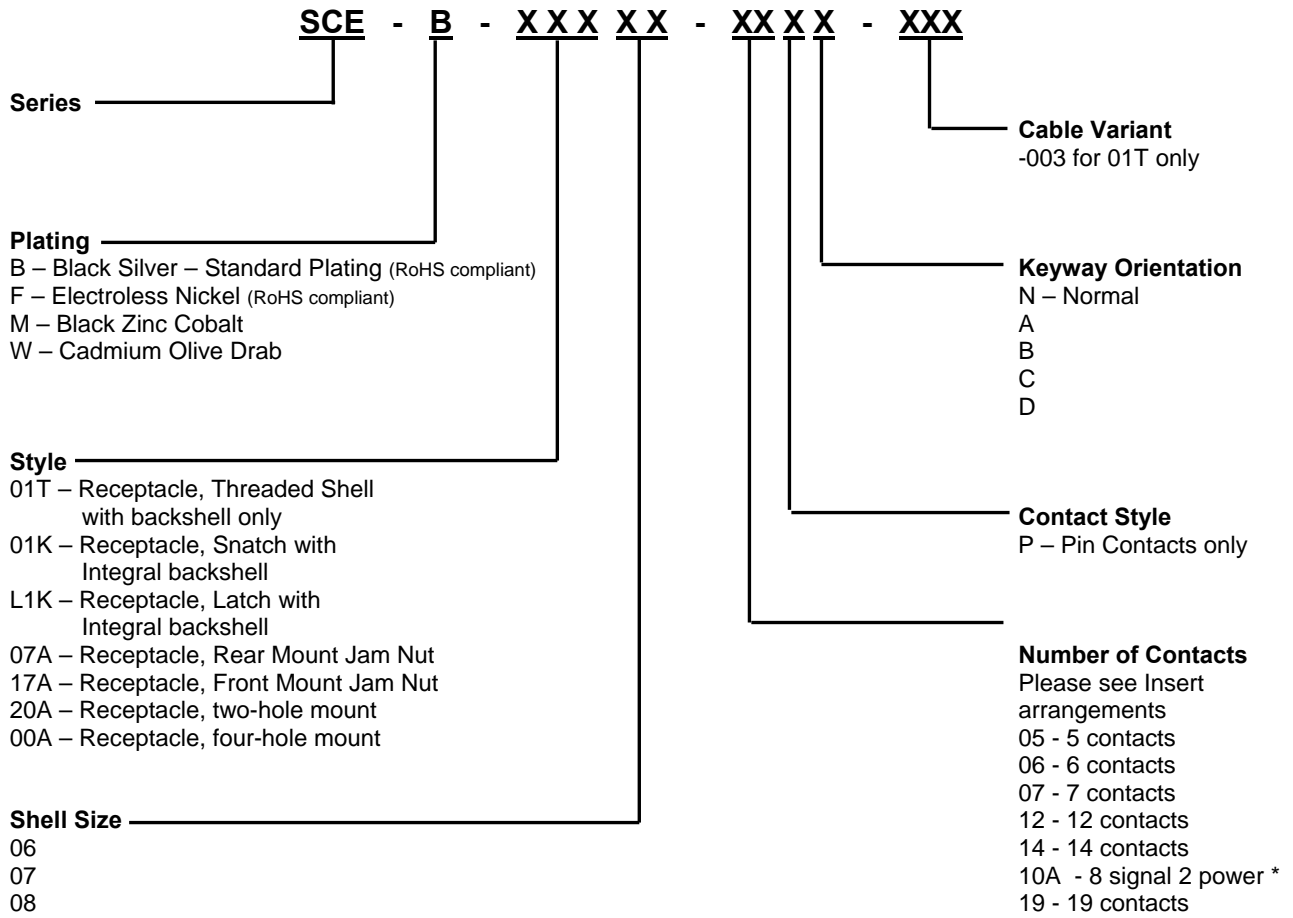 SCE - B - X X X X X - XX X X - XXX
Series
Plating
B – Black Silver – Standard Plating (RoHS compliant)
F – Electroless Nickel (RoHS compliant)
M – Black Zinc Cobalt
W – Cadmium Olive Drab
Style
01T – Receptacle, Threaded Shell
with backshell only
01K – Receptacle, Snatch with
Integral backshell
L1K – Receptacle, Latch with
Integral backshell
07A – Receptacle, Rear Mount Jam Nut
17A – Receptacle, Front Mount Jam Nut
20A – Receptacle, two-hole mount
00A – Receptacle, four-hole mount
Shell Size
06
07
08
Cable Variant
-003 for 01T only
Keyway Orientation
N – Normal
A
B
C
D
Contact Style
P – Pin Contacts only
Number of Contacts
Please see Insert
arrangements
05 - 5 contacts
06 - 6 contacts
07 - 7 contacts
12 - 12 contacts
14 - 14 contacts
10A - 8 signal 2 power *
19 - 19 contacts